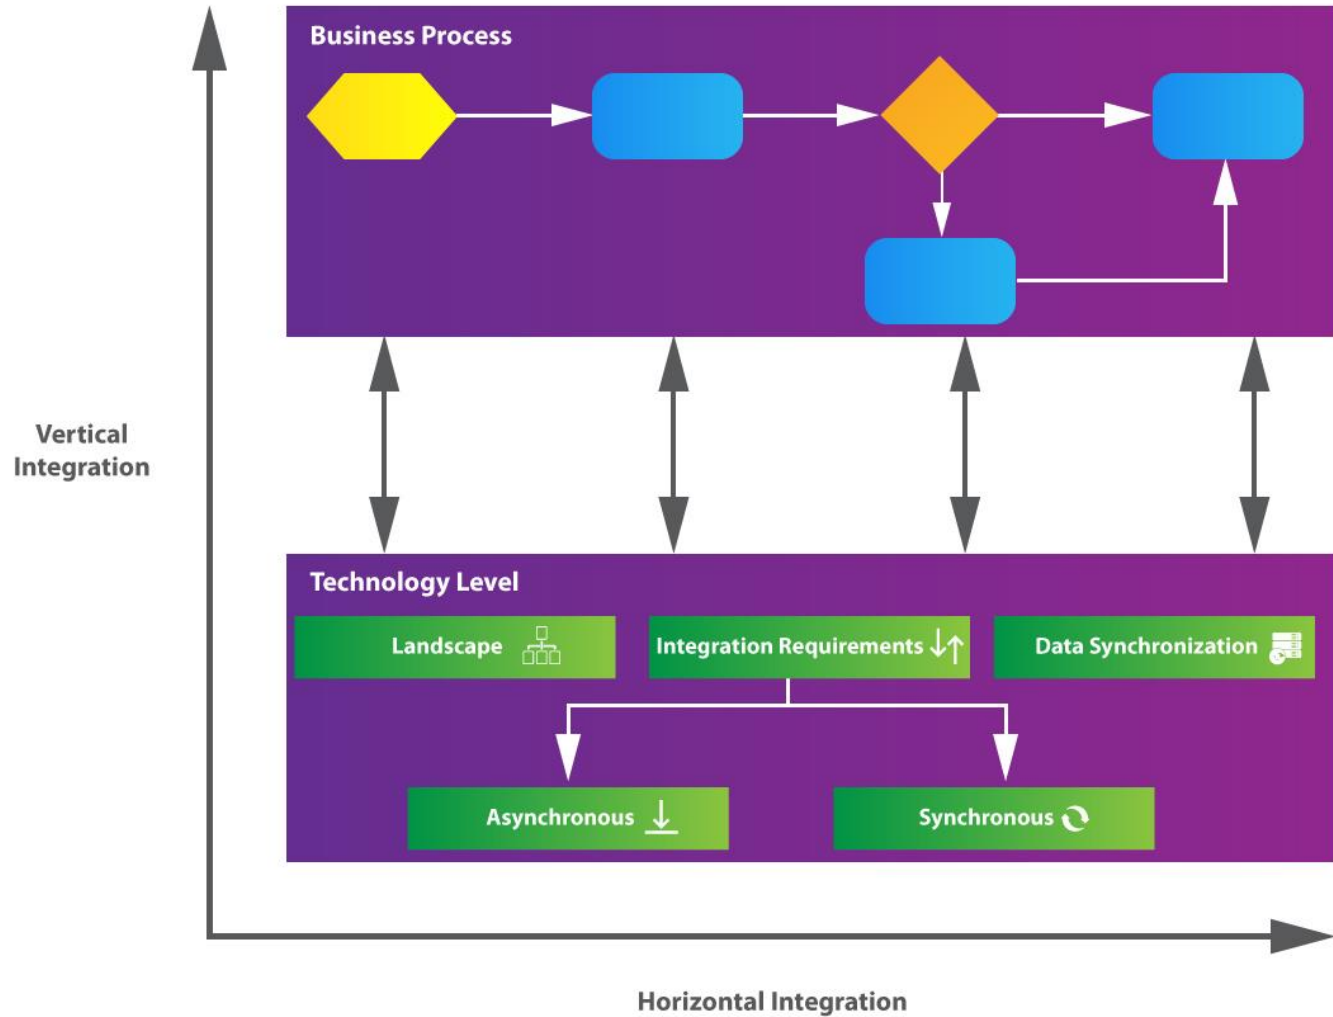 Business Process
Vertical
Integration
Technology Level
Landscape
Integration Requirements
Data Synchronization
Asynchronous
Synchronous
Horizontal Integration